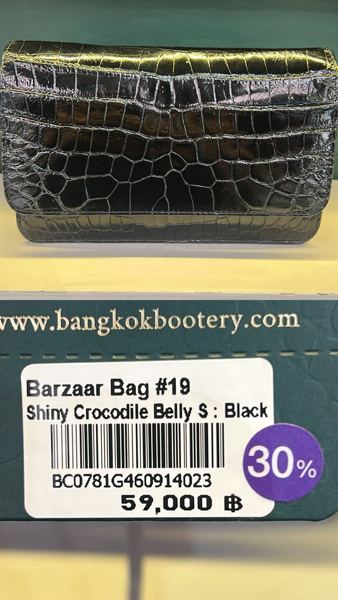 www.bangkokbootery.com
Barzaar Bag #19
Shiny Crocodile Belly S : Black
BC0781G460914023
30%
59,000 ฿